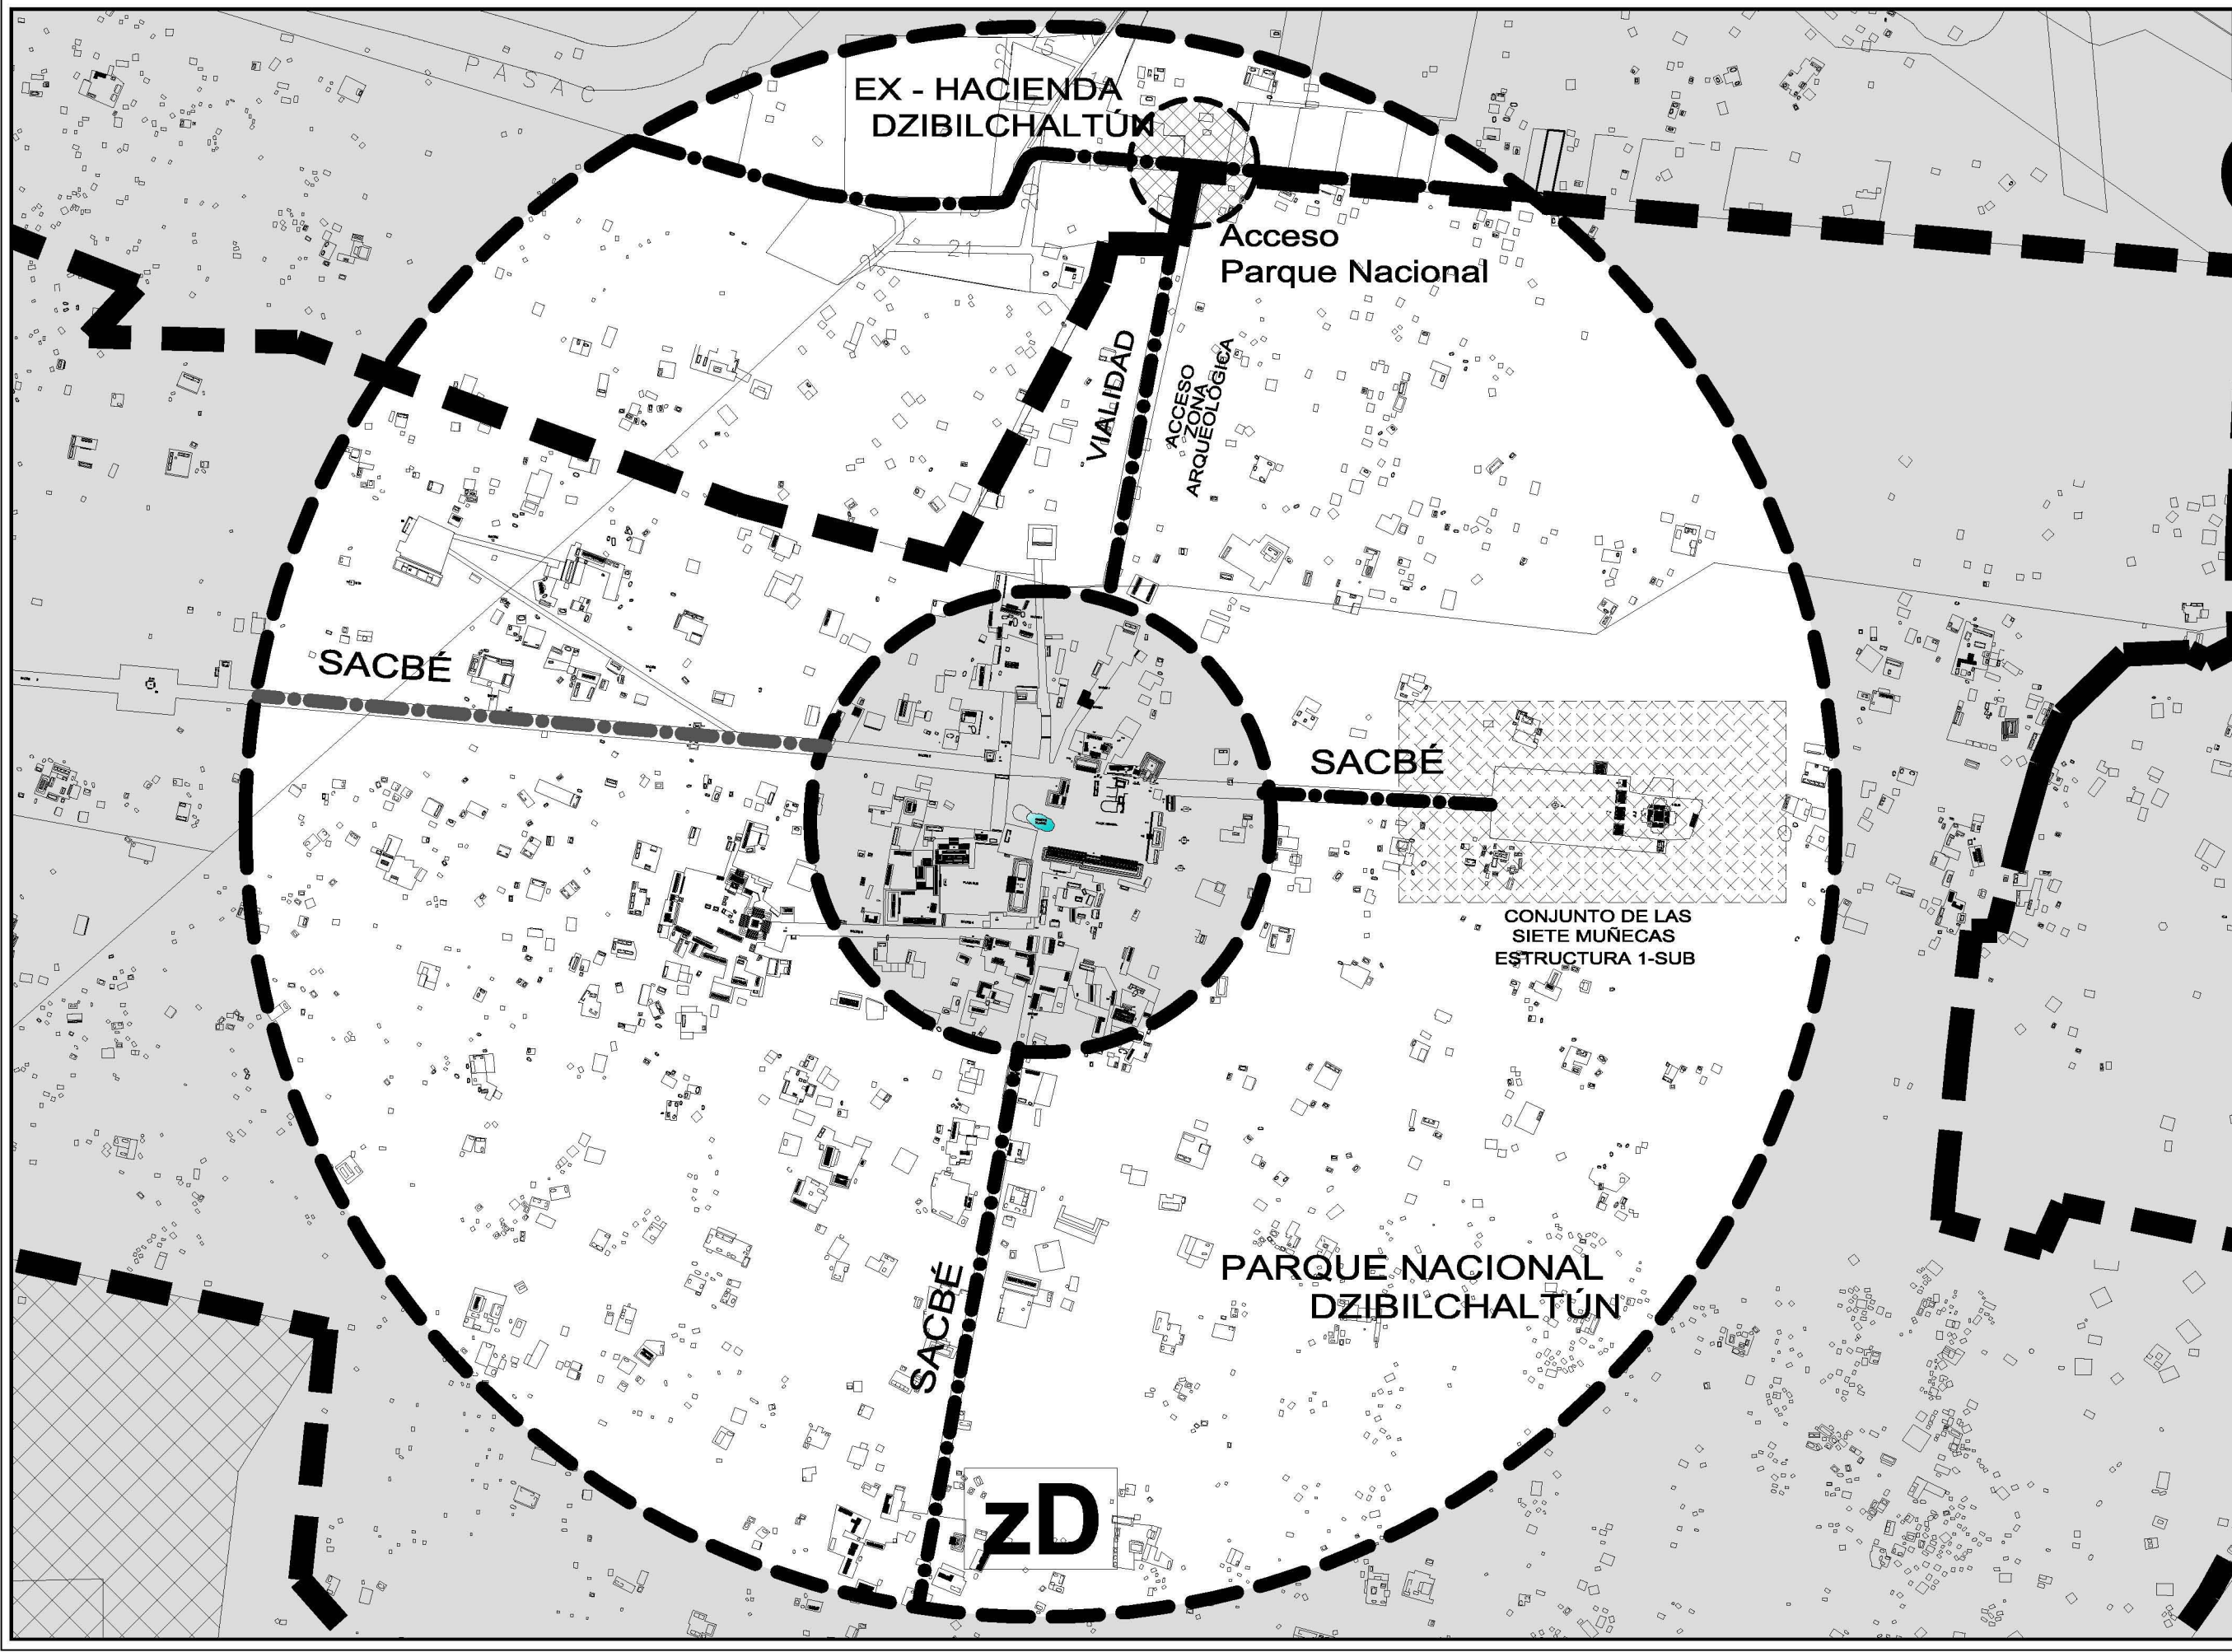 PASAC
EX - HACIENDA
DZIBILCHALTÚN
Acceso
Parque Nacional
21
VIALIDAD
ACCESO
ZONA
ARQUEOLÓGICA
SACBÉ
SACBÉ
CONJUNTO DE LAS
SIETE MUÑECAS
ESTRUCTURA 1-SUB
PARQUE NACIONAL
DZIBILCHALTÚN
SACBÉ
zD